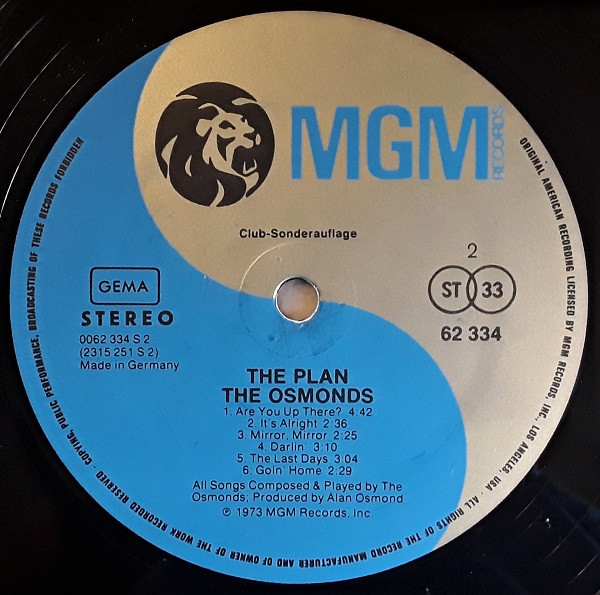 MGM
RECORDS
Club-Sonderauflage
GEMA
STEREO
0062 334 S 2
(2315 251 S 2)
Made in Germany
2
ST 33
62 334
THE PLAN
THE OSMONDS
1. Are You Up There? 4:42
2. It's Alright 2:36
3. Mirror, Mirror 2:25
4. Darlin 3:10
5. The Last Days 3:04
6. Goin' Home 2:29
All Songs Composed & Played by The
Osmonds; Produced by Alan Osmond
℗ 1973 MGM Records, Inc.
ORIGINAL AMERICAN RECORDING LICENSED BY MGM RECORDS, INC. LOS ANGELES, USA · ALL RIGHTS OF THE RECORD MANUFACTURER AND OF OWNER OF THE WORK RECORDED RESERVED · COPYING, PUBLIC PERFORMANCE, BROADCASTING OF THESE RECORDS FORBIDDEN